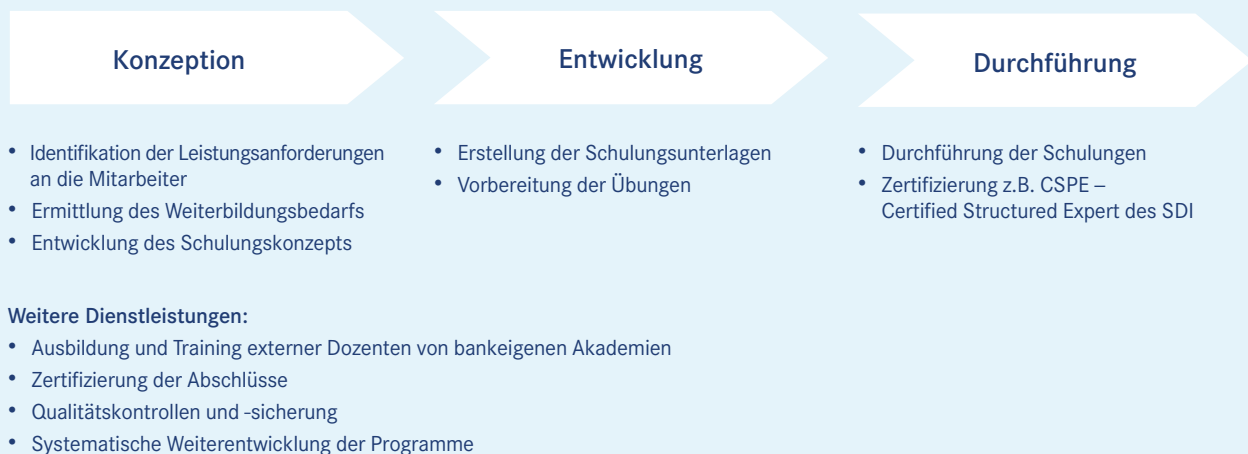 Konzeption
• Identifikation der Leistungsanforderungen
an die Mitarbeiter
• Ermittlung des Weiterbildungsbedarfs
• Entwicklung des Schulungskonzepts
Entwicklung
• Erstellung der Schulungsunterlagen
• Vorbereitung der Übungen
Durchführung
• Durchführung der Schulungen
• Zertifizierung z.B. CSPE –
Certified Structured Expert des SDI
Weitere Dienstleistungen:
• Ausbildung und Training externer Dozenten von bankeigenen Akademien
• Zertifizierung der Abschlüsse
• Qualitätskontrollen und -sicherung
• Systematische Weiterentwicklung der Programme